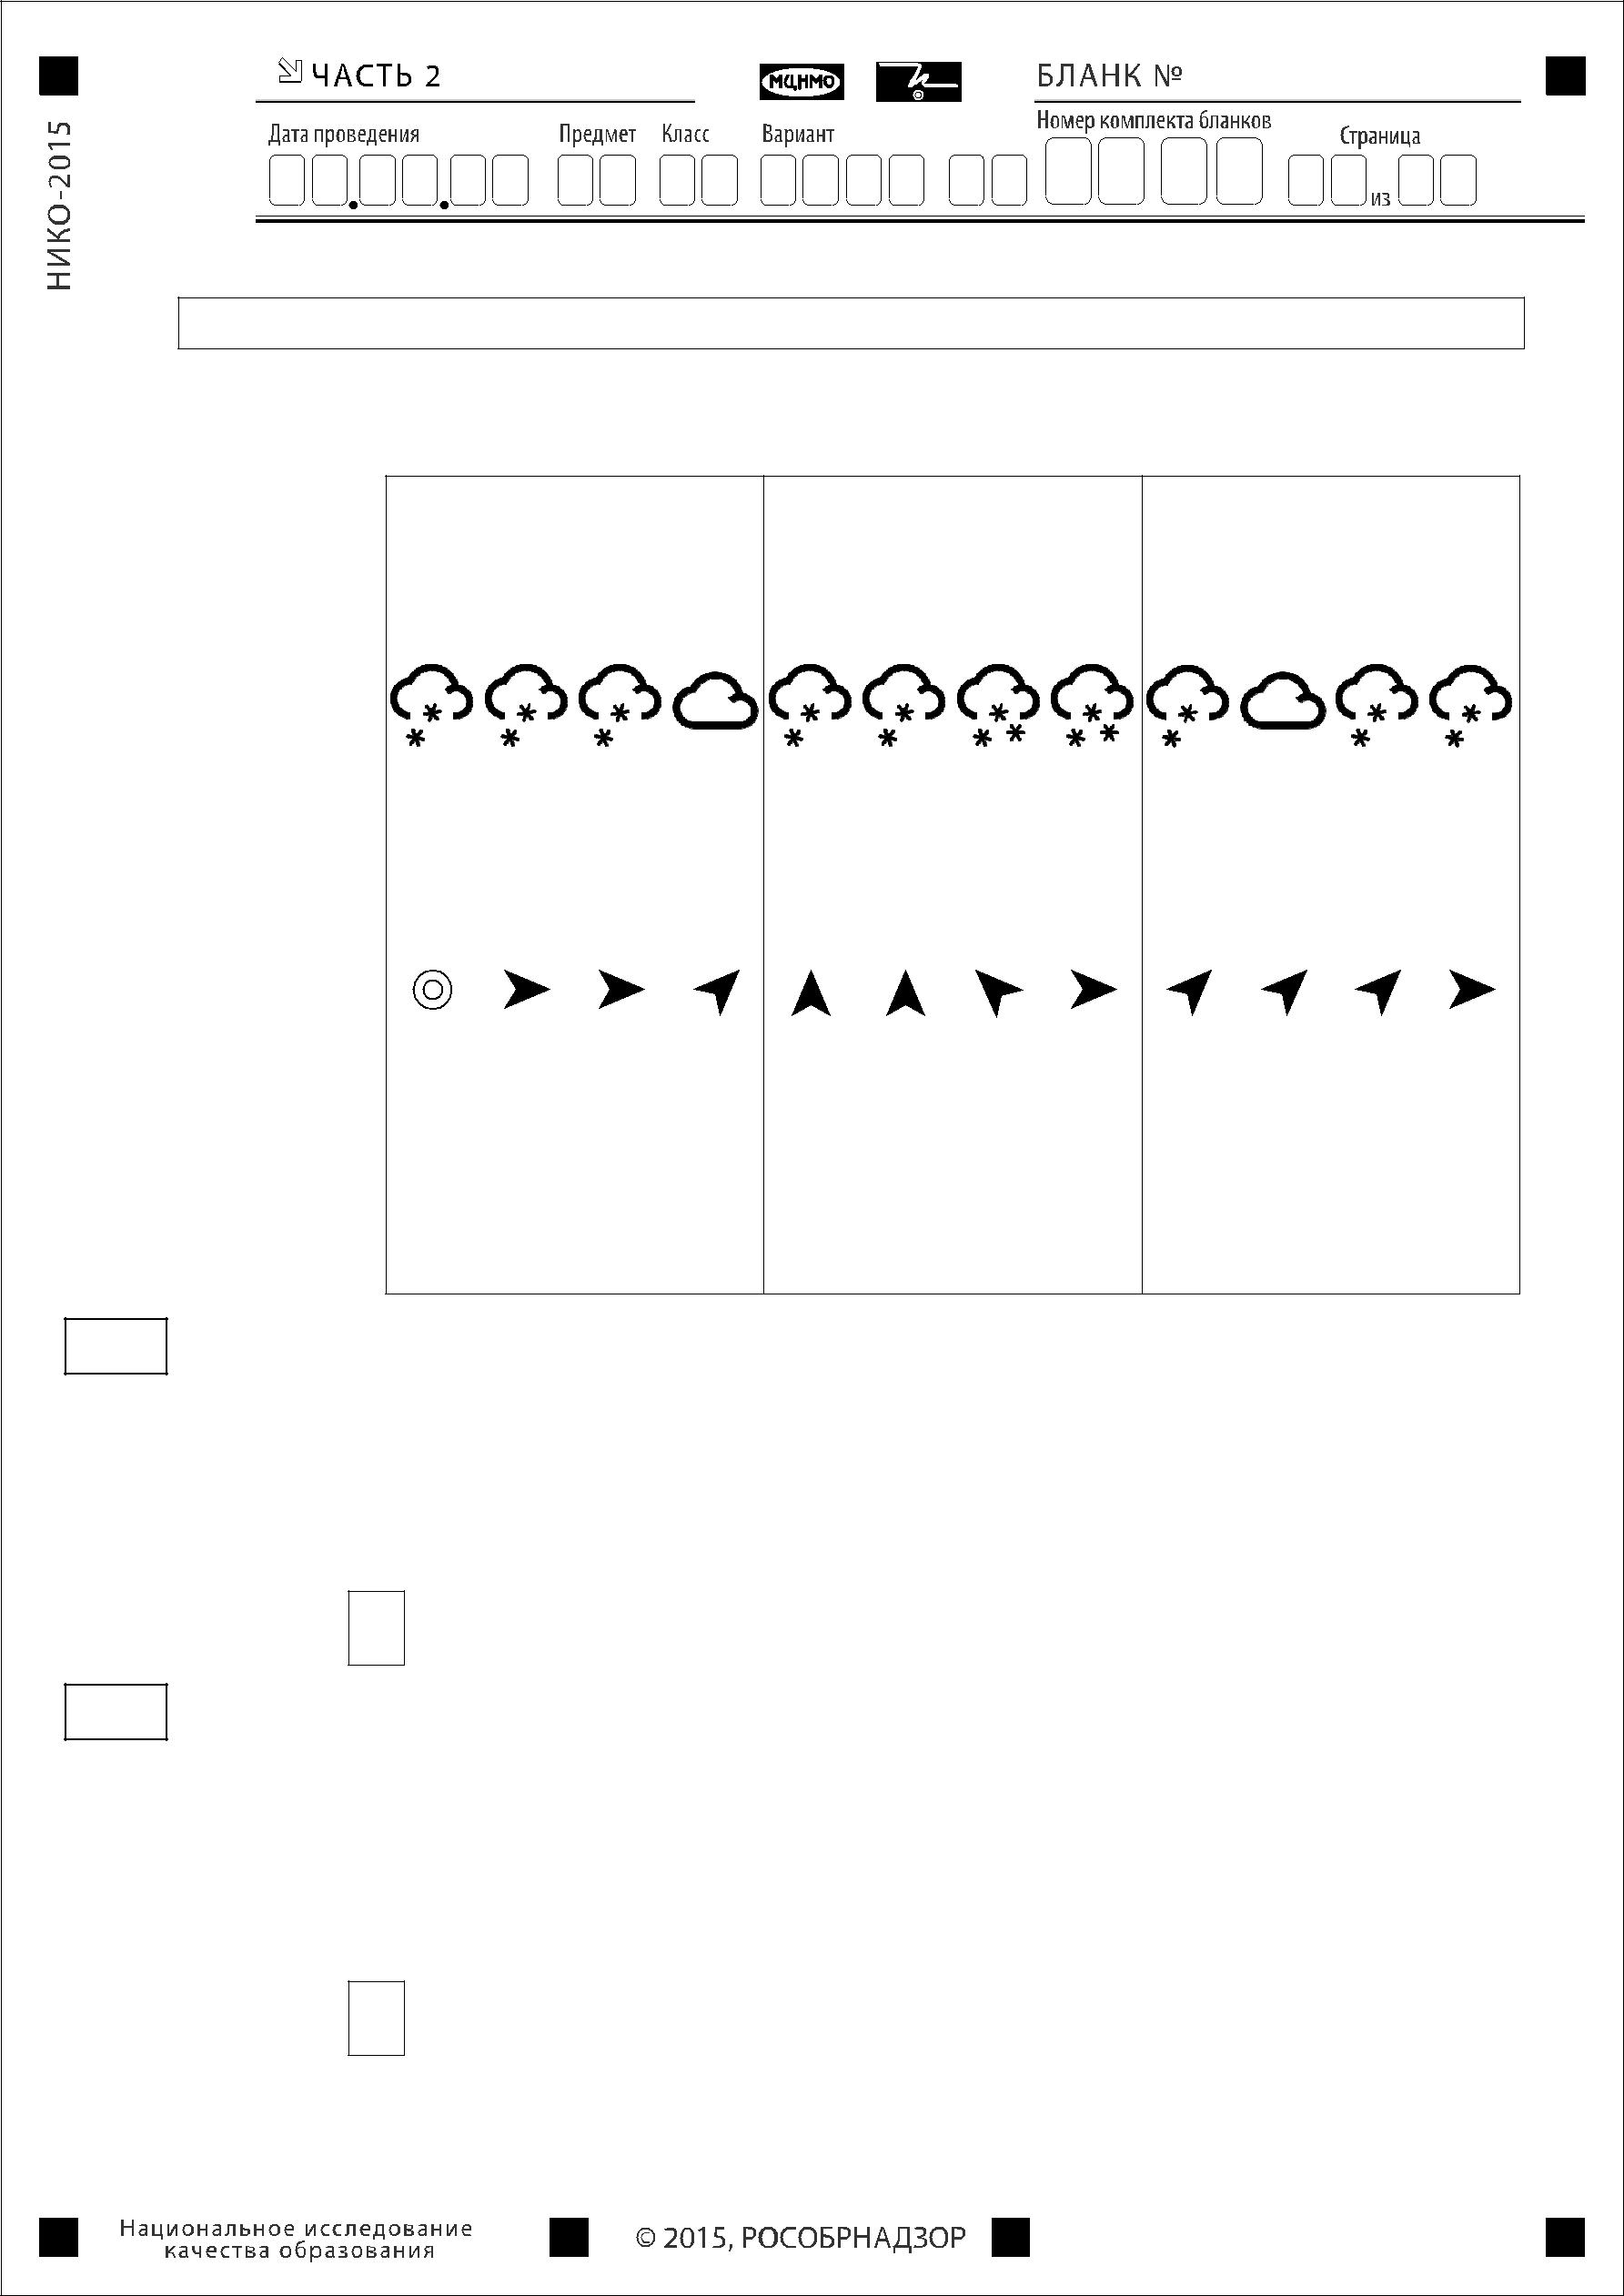 ЧАСТЬ 2
МЦНМО
БЛАНК №
НИКО-2015
Дата проведения
Предмет
Класс
Вариант
Номер комплекта бланков
Страница
из
Национальное исследование
качества образования
© 2015, РОСОБРНАДЗОР